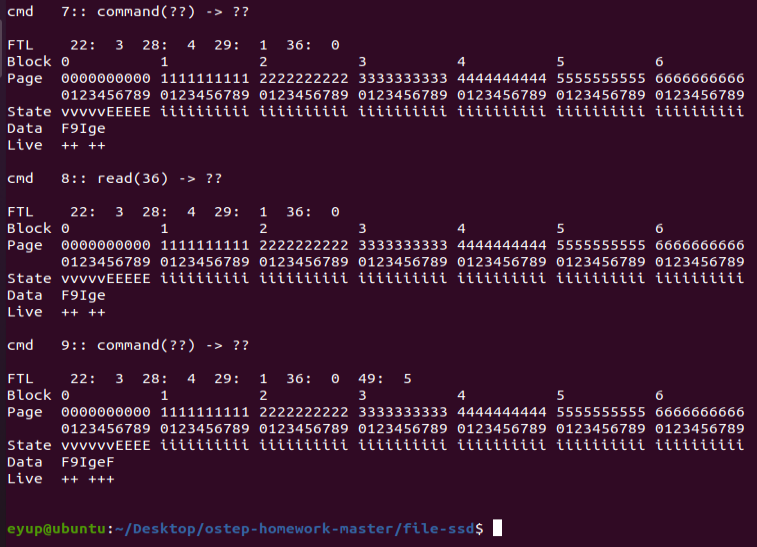 cmd   7:: command(??) -> ??
FTL    22:  3  28:  4  29:  1  36:  0
Block 0          1          2          3          4          5          6
Page  0000000000 1111111111 2222222222 3333333333 4444444444 5555555555 6666666666
      0123456789 0123456789 0123456789 0123456789 0123456789 0123456789 0123456789
State vvvvvEEEEE iiiiiiiiii iiiiiiiiii iiiiiiiiii iiiiiiiiii iiiiiiiiii iiiiiiiiii
Data  F9Ige
Live  ++ ++
cmd   8:: read(36) -> ??
FTL    22:  3  28:  4  29:  1  36:  0
Block 0          1          2          3          4          5          6
Page  0000000000 1111111111 2222222222 3333333333 4444444444 5555555555 6666666666
      0123456789 0123456789 0123456789 0123456789 0123456789 0123456789 0123456789
State vvvvvEEEEE iiiiiiiiii iiiiiiiiii iiiiiiiiii iiiiiiiiii iiiiiiiiii iiiiiiiiii
Data  F9Ige
Live  ++ ++
cmd   9:: command(??) -> ??
FTL    22:  3  28:  4  29:  1  36:  0  49:  5
Block 0          1          2          3          4          5          6
Page  0000000000 1111111111 2222222222 3333333333 4444444444 5555555555 6666666666
      0123456789 0123456789 0123456789 0123456789 0123456789 0123456789 0123456789
State vvvvvvEEEE iiiiiiiiii iiiiiiiiii iiiiiiiiii iiiiiiiiii iiiiiiiiii iiiiiiiiii
Data  F9IgeF
Live  ++ +++
eyup@ubuntu:~/Desktop/ostep-homework-master/file-ssd$